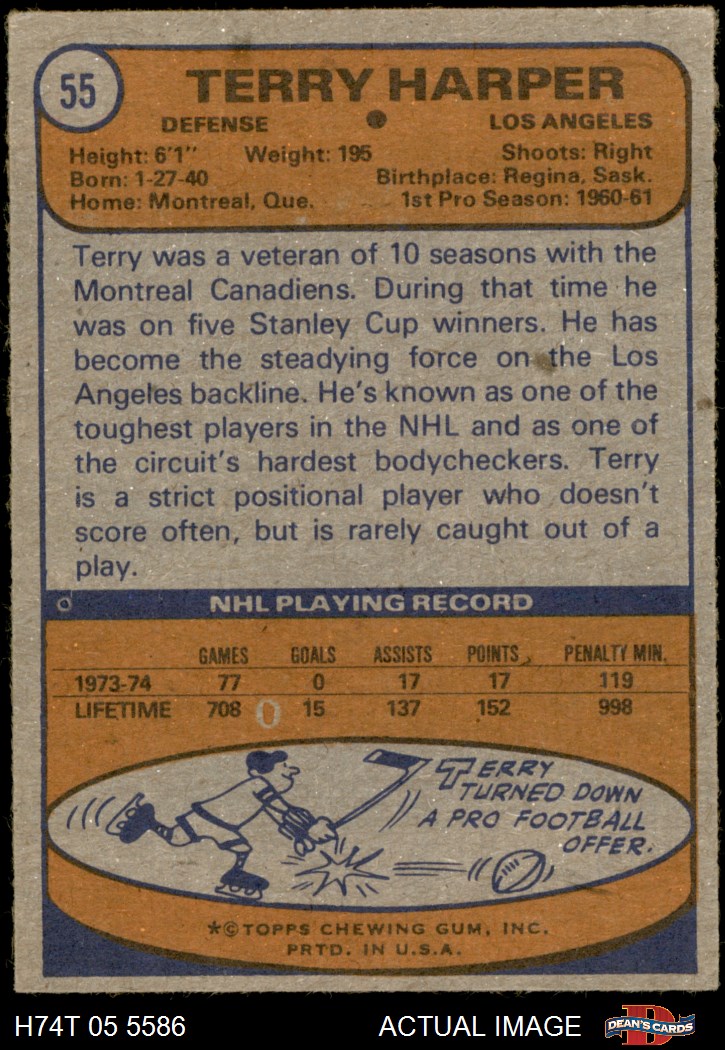 55
TERRY HARPER
DEFENSE • LOS ANGELES
Height: 6'1" Weight: 195 Shoots: Right
Born: 1-27-40 Birthplace: Regina, Sask.
Home: Montreal, Que. 1st Pro Season: 1960-61
Terry was a veteran of 10 seasons with the
Montreal Canadiens. During that time he
was on five Stanley Cup winners. He has
become the steadying force on the Los
Angeles backline. He's known as one of the
toughest players in the NHL and as one of
the circuit's hardest bodycheckers. Terry
is a strict positional player who doesn't
score often, but is rarely caught out of a
play.
NHL PLAYING RECORD
GAMES GOALS ASSISTS POINTS PENALTY MIN.
1973-74 77 0 17 17 119
LIFETIME 708 15 137 152 998
TERRY
TURNED DOWN
A PRO FOOTBALL
OFFER.
*©TOPPS CHEWING GUM, INC.
PRTD. IN U.S.A.
H74T 05 5586 ACTUAL IMAGE DEAN'S CARDS